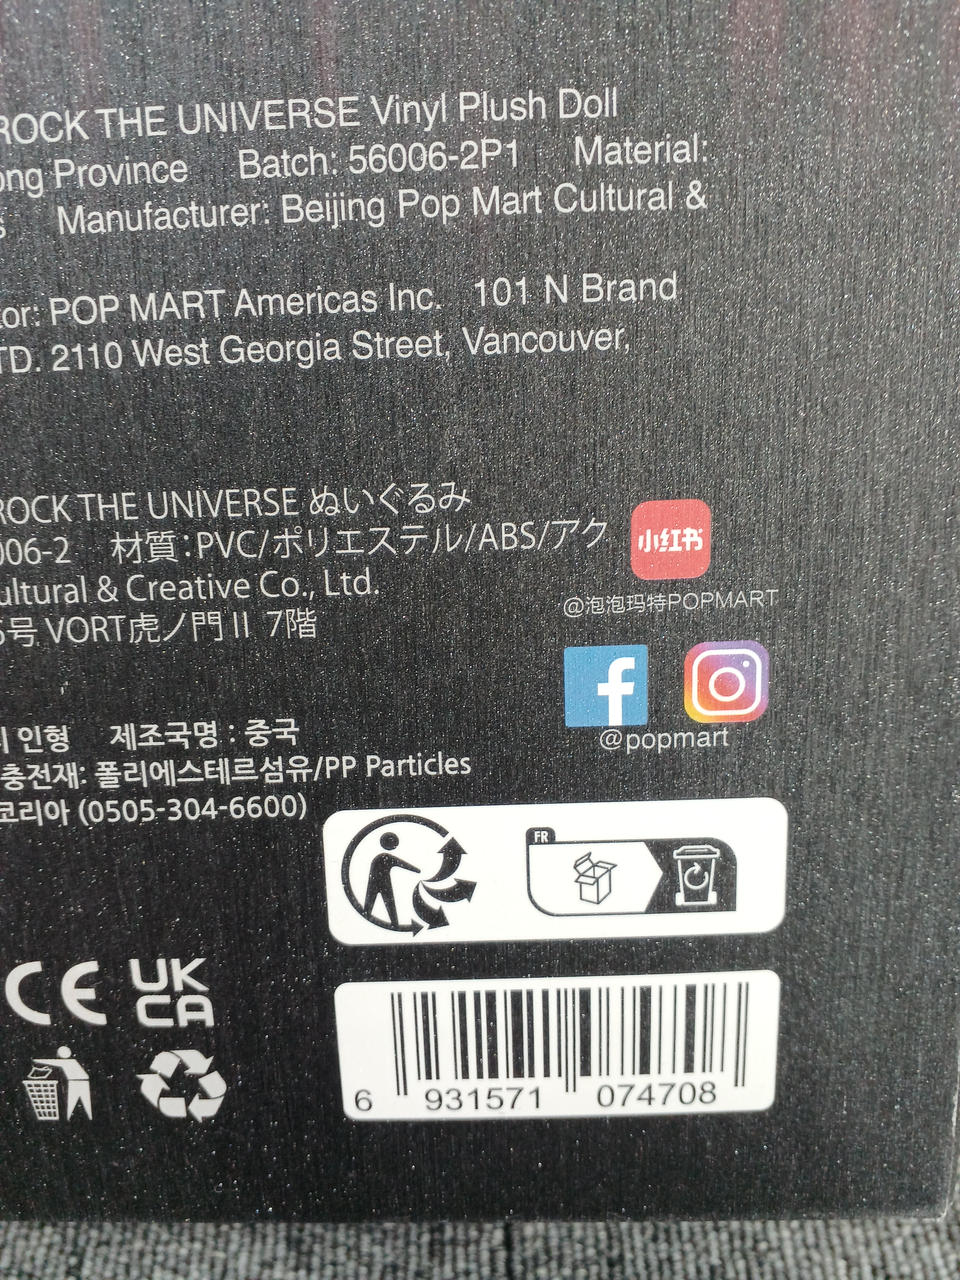 ROCK THE UNIVERSE Vinyl Plush Doll
ong Province Batch: 56006-2P1 Material:
s Manufacturer: Beijing Pop Mart Cultural &
tor: POP MART Americas Inc. 101 N Brand
TD. 2110 West Georgia Street, Vancouver,
ROCK THE UNIVERSE ぬいぐるみ
006-2 材質:PVC/ポリエステル/ABS/アク
ultural & Creative Co., Ltd.
5号 VORT虎ノ門II 7階
小红书
@泡泡玛特POPMART
@popmart
인형 제조국명 : 중국
충전재: 폴리에스테르섬유/PP Particles
코리아 (0505-304-6600)
FR
CE UK
CA
6 931571 074708